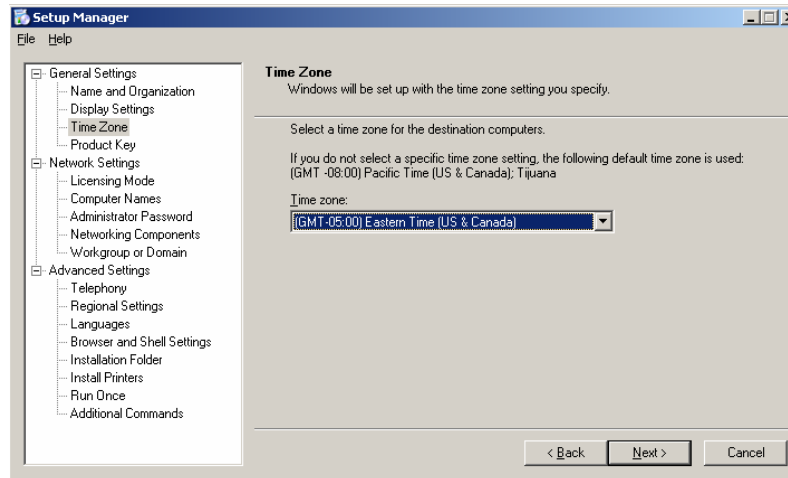 Setup Manager
File Help
General Settings
Name and Organization
Display Settings
Time Zone
Product Key
Network Settings
Licensing Mode
Computer Names
Administrator Password
Networking Components
Workgroup or Domain
Advanced Settings
Telephony
Regional Settings
Languages
Browser and Shell Settings
Installation Folder
Install Printers
Run Once
Additional Commands
Time Zone
Windows will be set up with the time zone setting you specify.
Select a time zone for the destination computers.
If you do not select a specific time zone setting, the following default time zone is used:
(GMT -08:00) Pacific Time (US & Canada); Tijuana
Time zone:
(GMT-05:00) Eastern Time (US & Canada)
< Back Next > Cancel